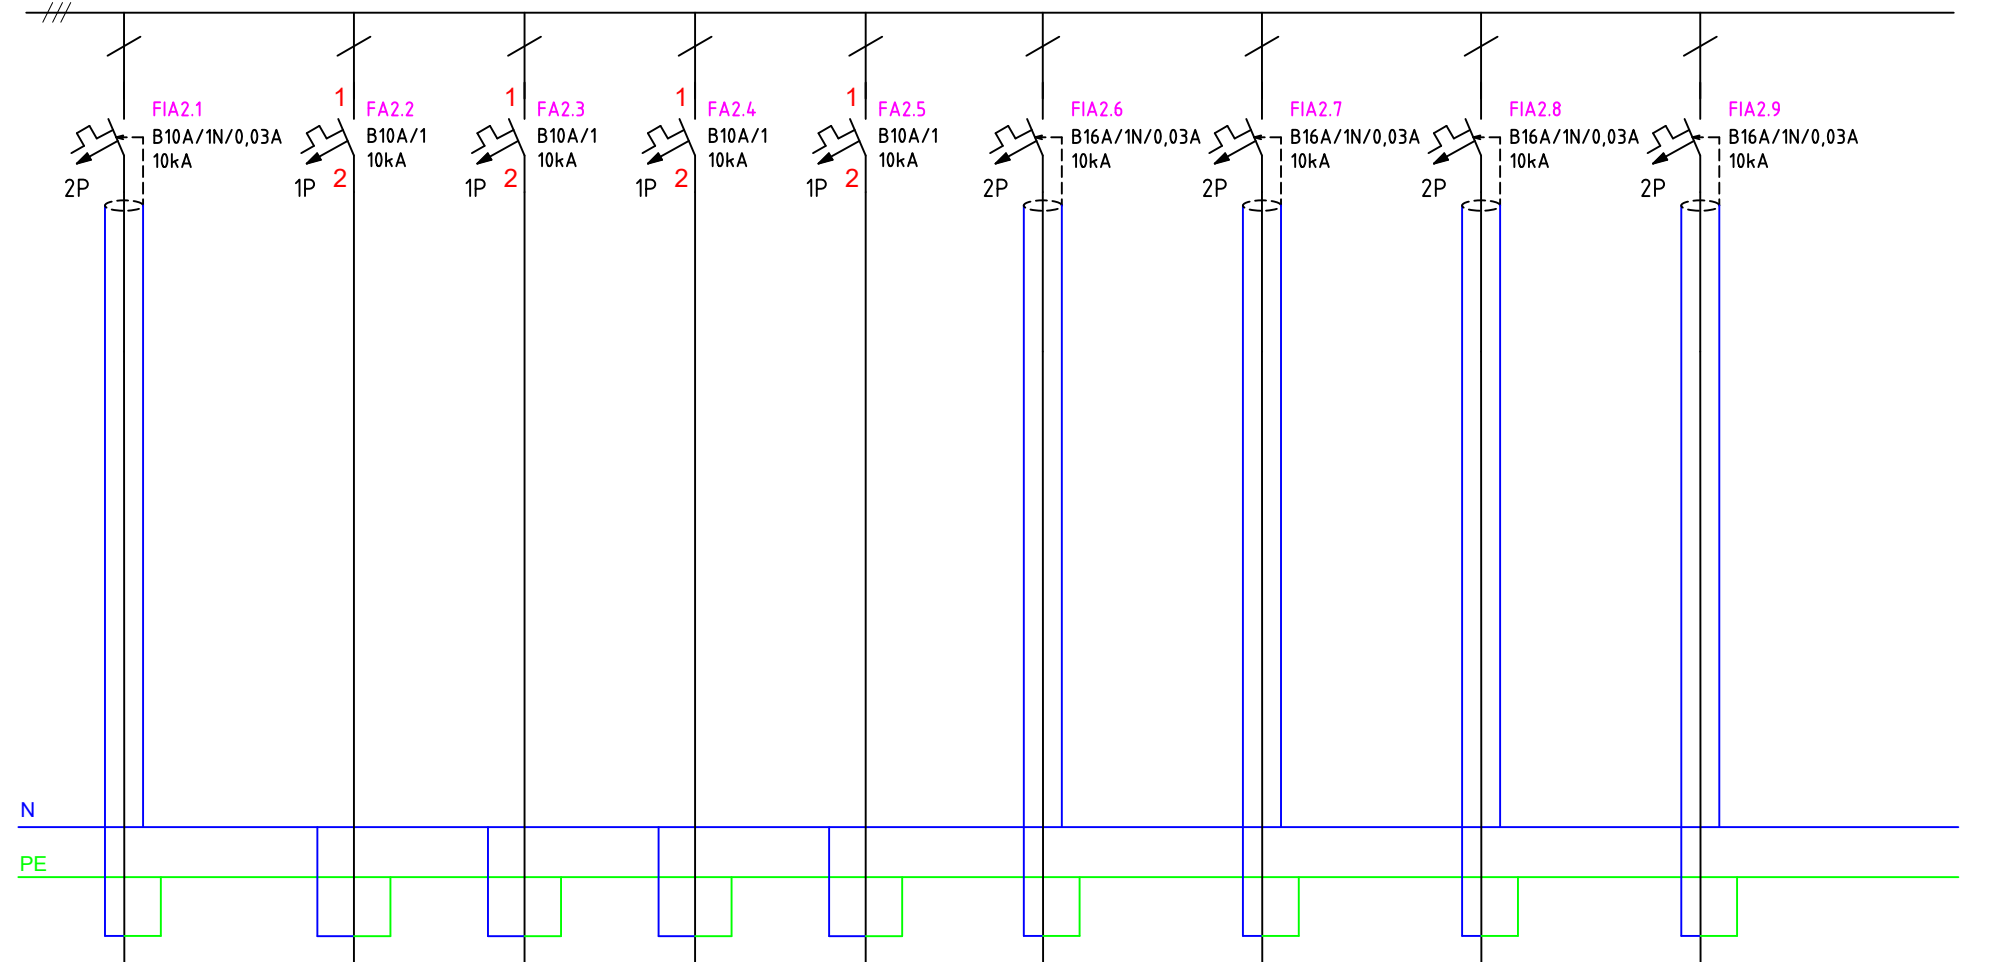 FIA2.1
B10A/1N/0,03A
10kA
2P
1
FA2.2
B10A/1
10kA
1P
2
1
FA2.3
B10A/1
10kA
1P
2
1
FA2.4
B10A/1
10kA
1P
2
1
FA2.5
B10A/1
10kA
1P
2
FIA2.6
B16A/1N/0,03A
10kA
2P
FIA2.7
B16A/1N/0,03A
10kA
2P
FIA2.8
B16A/1N/0,03A
10kA
2P
FIA2.9
B16A/1N/0,03A
10kA
2P
N
PE